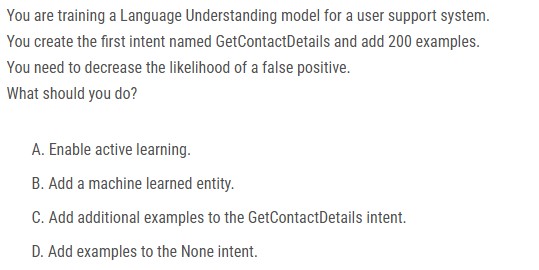 You are training a Language Understanding model for a user support system.
You create the first intent named GetContactDetails and add 200 examples.
You need to decrease the likelihood of a false positive.
What should you do?
A. Enable active learning.
B. Add a machine learned entity.
C. Add additional examples to the GetContactDetails intent.
D. Add examples to the None intent.